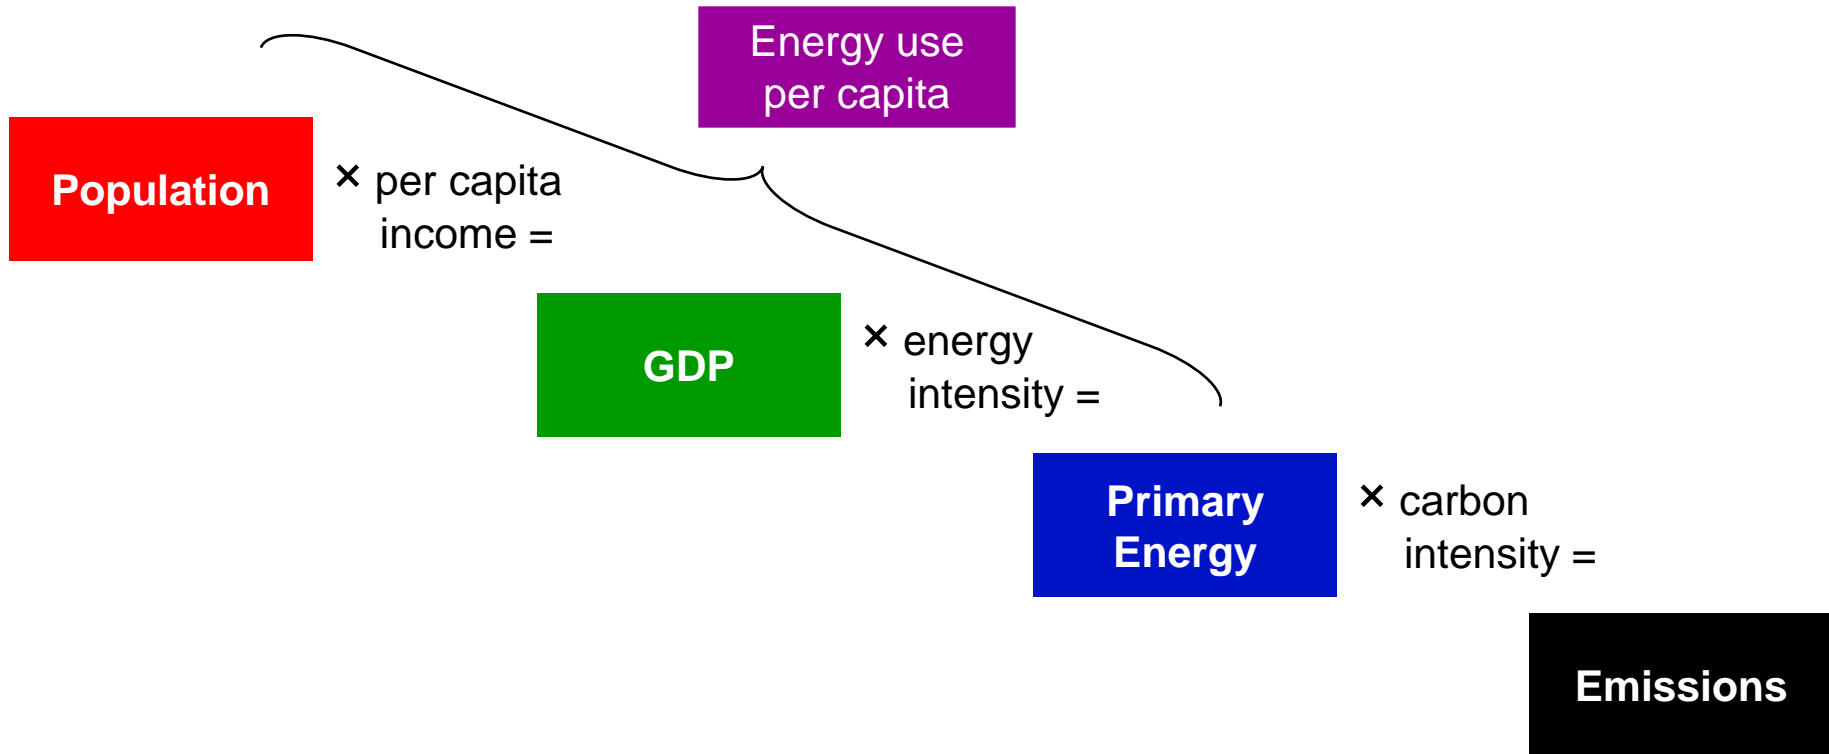 Energy use
per capita
Population
× per capita
income =
GDP
× energy
intensity =
Primary
Energy
× carbon
intensity =
Emissions